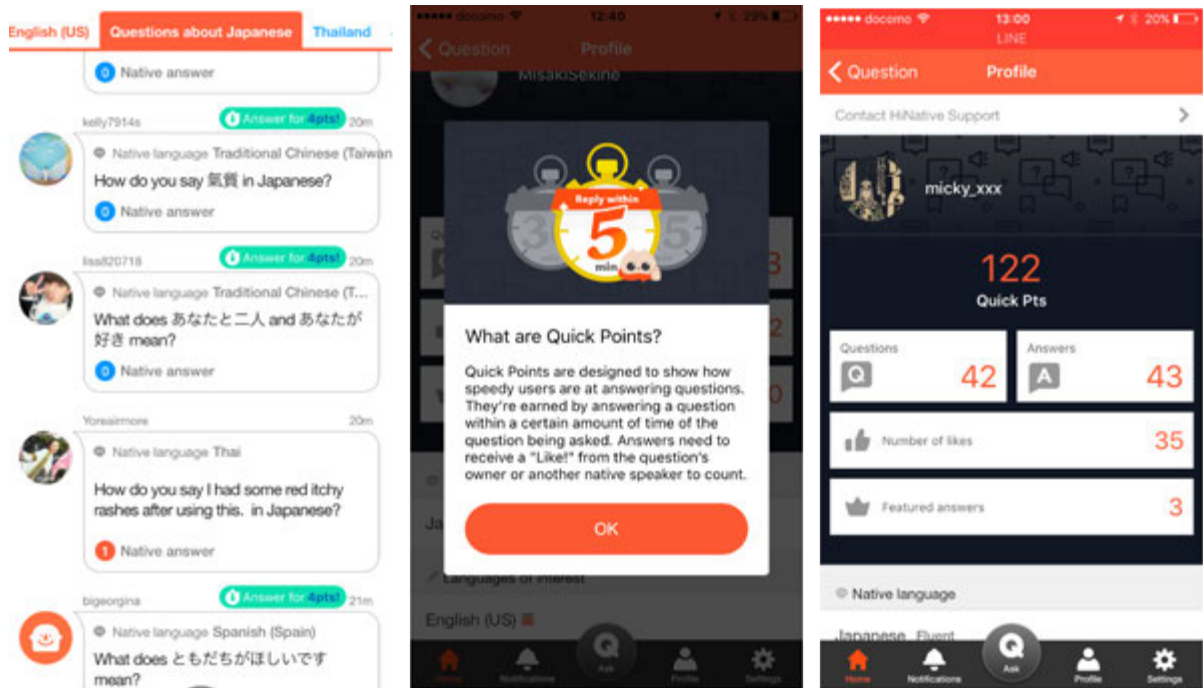 English (US)
Questions about Japanese
Thailand
0 Native answer
kelly7914s
Answer for 4pts!
20m
Native language Traditional Chinese (Taiwan
How do you say 氣質 in Japanese?
0 Native answer
lisa820718
Answer for 4pts!
20m
Native language Traditional Chinese (T...
What does あなたと二人 and あなたが
好き mean?
0 Native answer
Yoreairmore
20m
Native language Thai
How do you say I had some red itchy
rashes after using this. in Japanese?
1 Native answer
bigeorgina
Answer for 4pts!
21m
Native language Spanish (Spain)
What does ともだちがほしいです
mean?
docomo 12:40 29%
Question Profile
MisakiSekine
Reply within
3 5
min
3
2
0
What are Quick Points?
Quick Points are designed to show how
speedy users are at answering questions.
They're earned by answering a question
within a certain amount of time of the
question being asked. Answers need to
receive a "Like!" from the question's
owner or another native speaker to count.
OK
Ja
Languages of interest
English (US)
Q
Home Notifications Ask Profile Settings
docomo 13:00 20%
LINE
Question Profile
Contact HiNative Support
micky_xxx
122
Quick Pts
Questions
Q 42
Answers
A 43
Number of likes 35
Featured answers 3
Native language
Japanese Fluent
Q
Home Notifications Ask Profile Settings